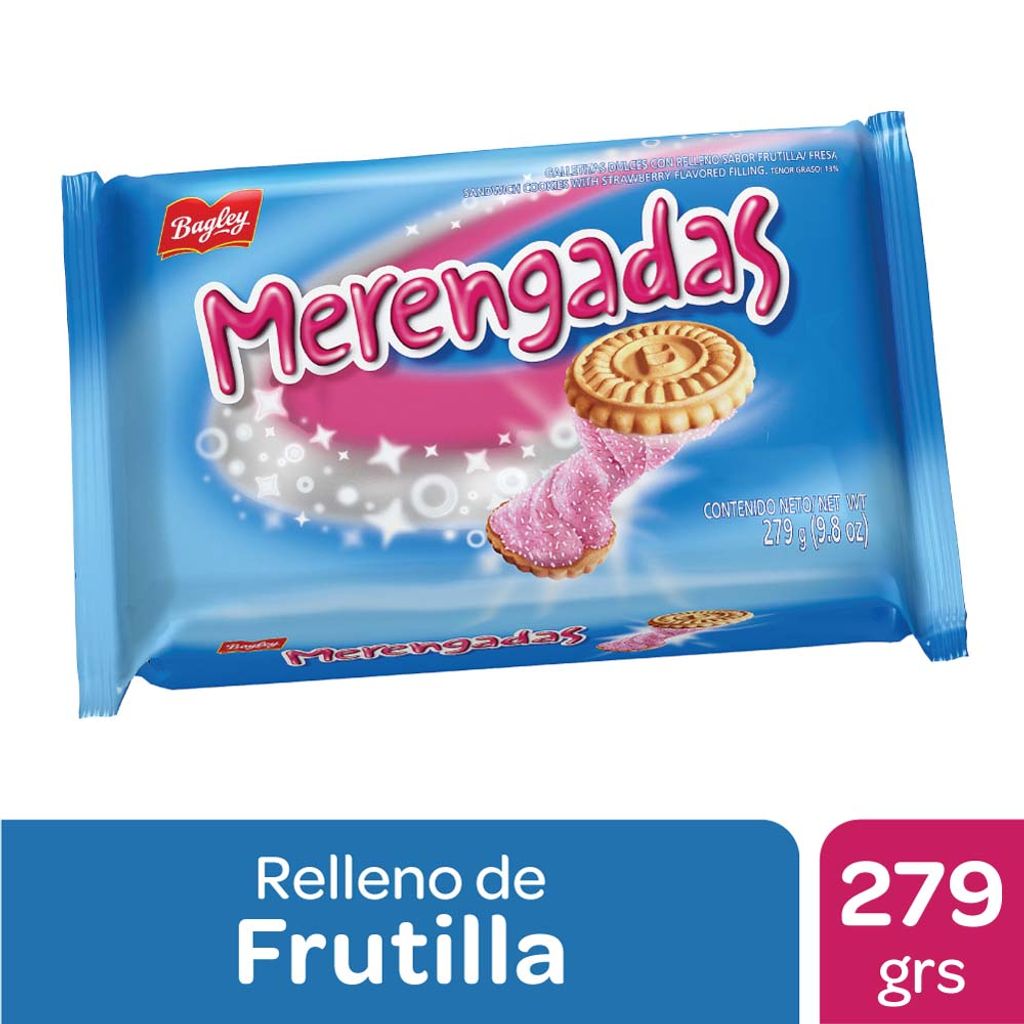 GALLETITAS DULCES CON RELLENO SABOR FRUTILLA/ FRESA
SANDWICH COOKIES WITH STRAWBERRY FLAVORED FILLING. TENOR GRASO: 13%
Bagley
Merengadas
B
CONTENIDO NETO/ NET WT
279 g (9.8 oz)
Bagley
Merengadas
Relleno de
Frutilla
279
grs